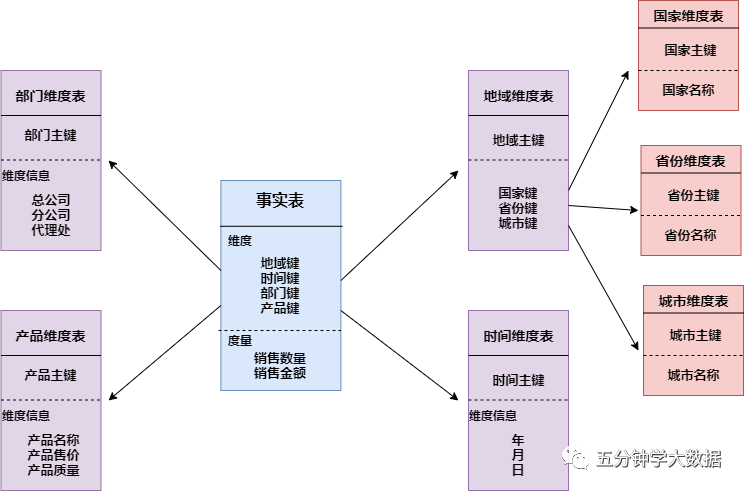 部门维度表
部门主键
维度信息
总公司
分公司
代理处
产品维度表
产品主键
维度信息
产品名称
产品售价
产品质量
事实表
维度
地域键
时间键
部门键
产品键
度量
销售数量
销售金额
地域维度表
地域主键
国家键
省份键
城市键
时间维度表
时间主键
维度信息
年
月
日
国家维度表
国家主键
国家名称
省份维度表
省份主键
省份名称
城市维度表
城市主键
城市名称
五分钟学大数据